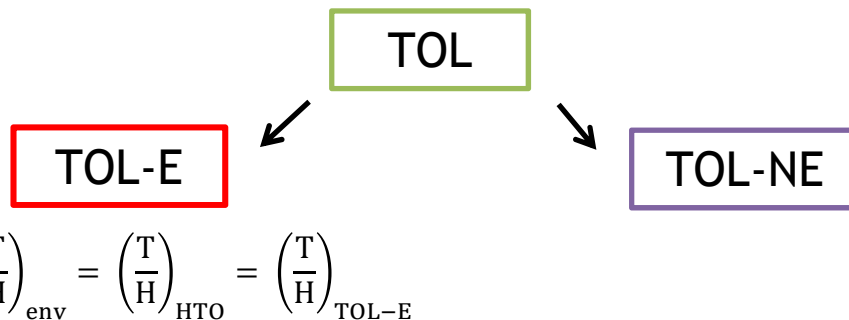 TOL
TOL-E TOL-NE
(T/H)env = (T/H)HTO = (T/H)TOL−E